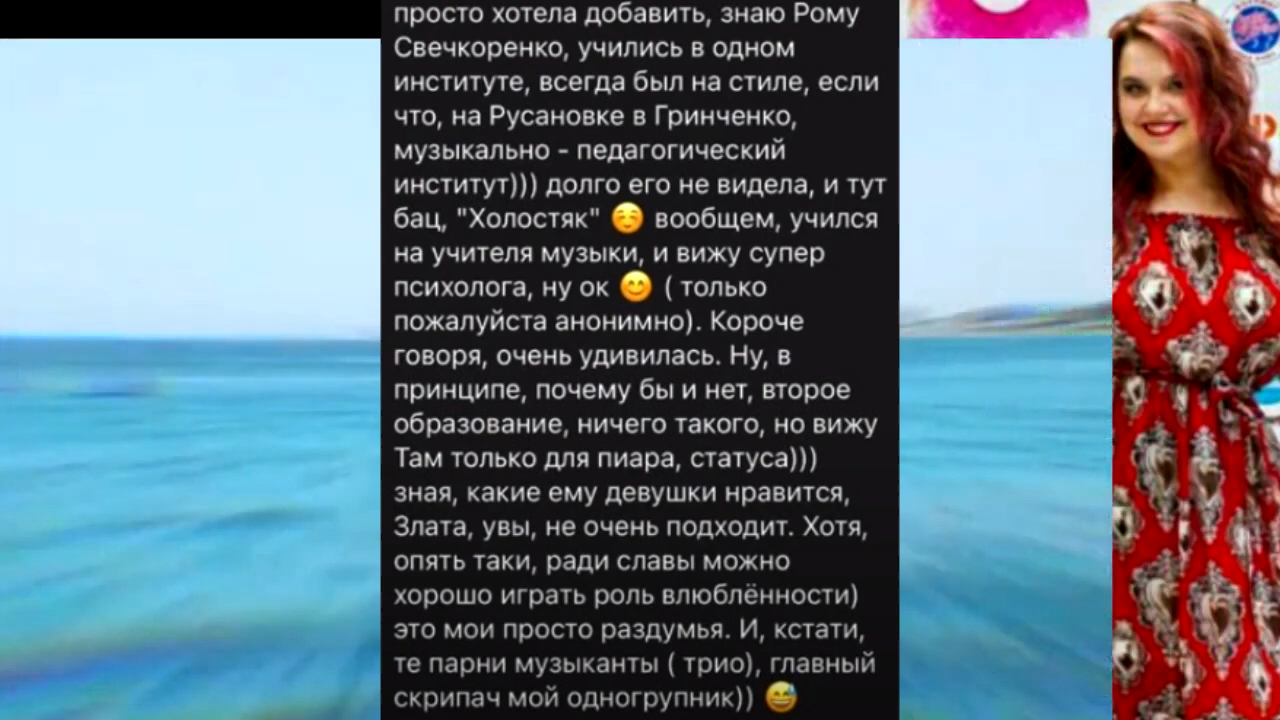 просто хотела добавить, знаю Рому
Свечкоренко, учились в одном
институте, всегда был на стиле, если
что, на Русановке в Гринченко,
музыкально - педагогический
институт))) долго его не видела, и тут
бац, "Холостяк" ☺️ вообщем, учился
на учителя музыки, и вижу супер
психолога, ну ок 😊 ( только
пожалуйста анонимно). Короче
говоря, очень удивилась. Ну, в
принципе, почему бы и нет, второе
образование, ничего такого, но вижу
Там только для пиара, статуса)))
зная, какие ему девушки нравится,
Злата, увы, не очень подходит. Хотя,
опять таки, ради славы можно
хорошо играть роль влюблённости)
это мои просто раздумья. И, кстати,
те парни музыканты ( трио), главный
скрипач мой одногрупник)) 😅